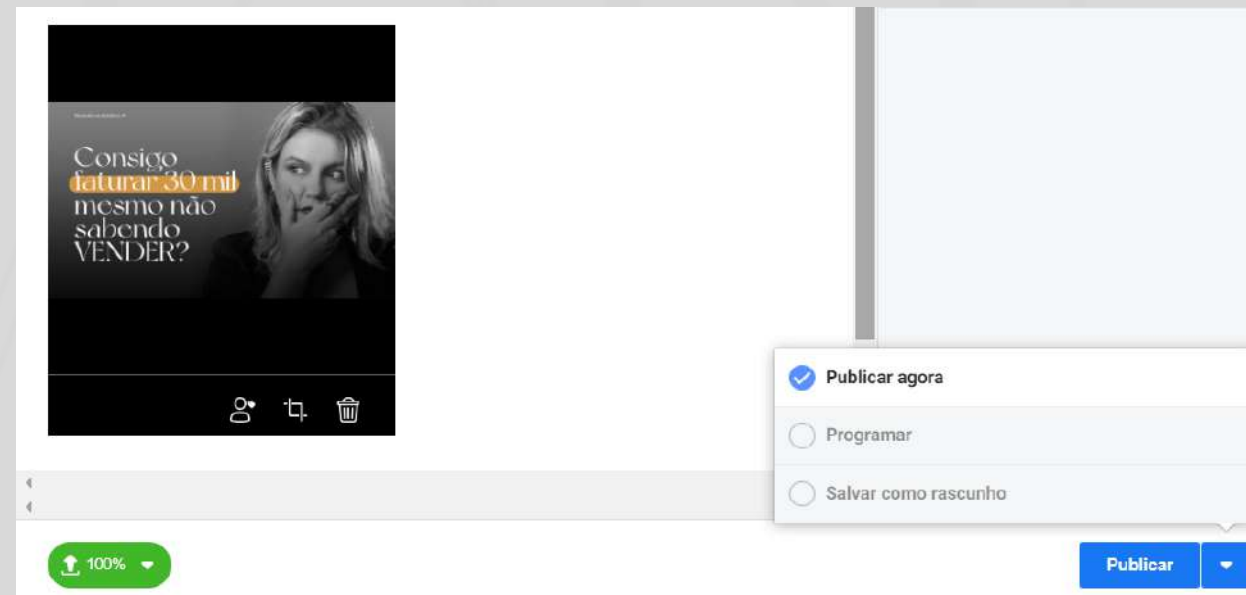 Consigo
faturar 30 mil
mesmo não
sabendo
VENDER?
Publicar agora
Programar
Salvar como rascunho
100%
Publicar